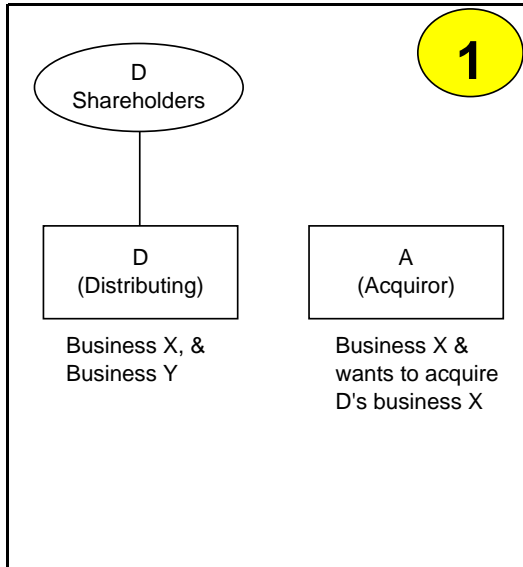 1
D
Shareholders
D
(Distributing)
A
(Acquiror)
Business X, &
Business Y
Business X &
wants to acquire
D's business X